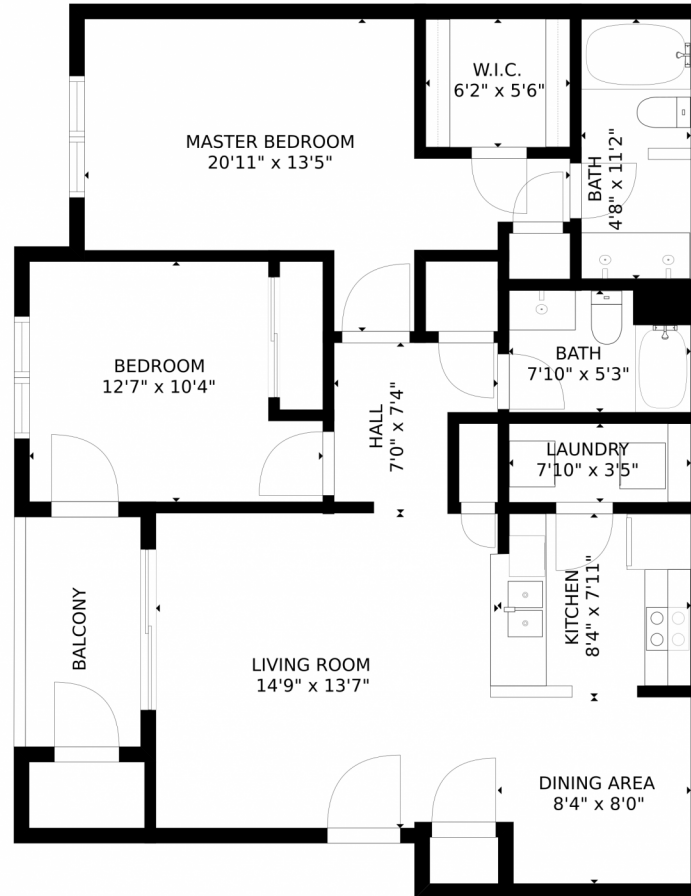 W.I.C.
6'2" x 5'6"
MASTER BEDROOM
20'11" x 13'5"
BATH
4'8" x 11'2"
BEDROOM
12'7" x 10'4"
BATH
7'10" x 5'3"
HALL
7'0" x 7'4"
LAUNDRY
7'10" x 3'5"
KITCHEN
8'4" x 7'11"
BALCONY
LIVING ROOM
14'9" x 13'7"
DINING AREA
8'4" x 8'0"